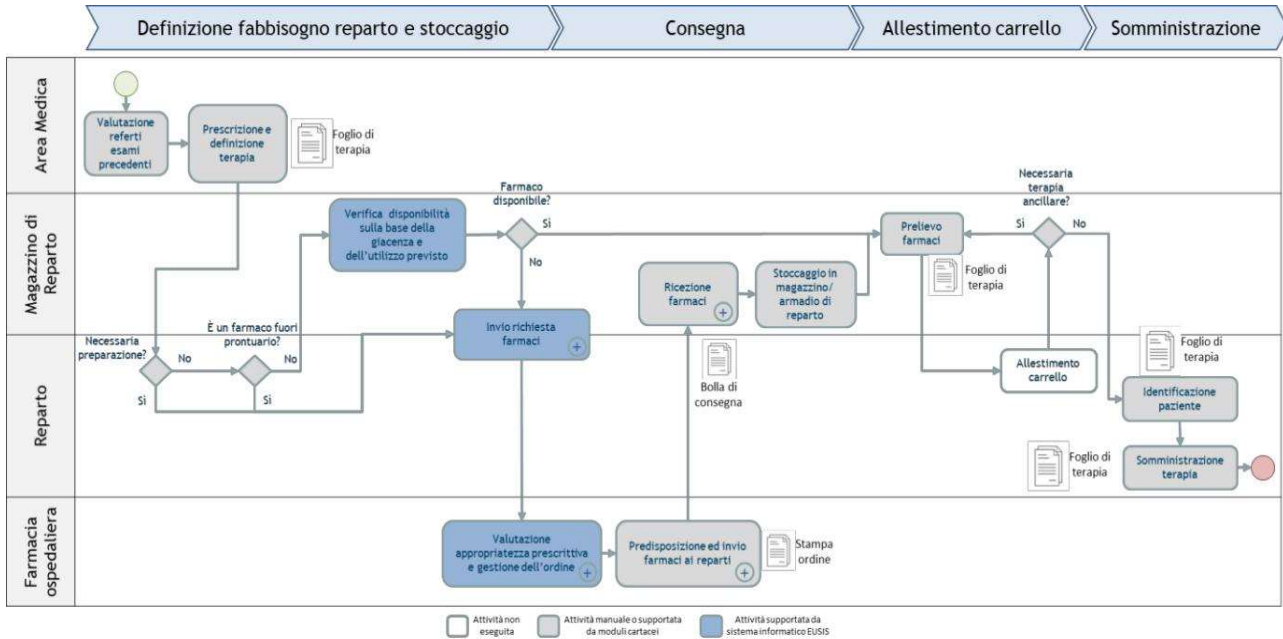 Definizione fabbisogno reparto e stoccaggio
Consegna
Allestimento carrello
Somministrazione
Area Medica
Valutazione
referti
esami
precedenti
Prescrizione e
definizione
terapia
Foglio di
terapia
Magazzino di
Reparto
Verifica disponibilità
sulla base della
giacenza e
dell'utilizzo previsto
Farmaco
disponibile?
Sì
No
Invio richiesta
farmaci
Ricezione
farmaci
Stoccaggio in
magazzino/
armadio di
reparto
Prelievo
farmaci
Foglio di
terapia
Necessaria
terapia
ancillare?
Sì
No
Reparto
Necessaria
preparazione?
No
Sì
È un farmaco fuori
prontuario?
No
Sì
Bolla di
consegna
Allestimento
carrello
Foglio di
terapia
Identificazione
paziente
Foglio di
terapia
Somministrazione
terapia
Farmacia
ospedaliera
Valutazione
appropriatezza prescrittiva
e gestione dell'ordine
Predisposizione ed invio
farmaci ai reparti
Stampa
ordine
Attività non
eseguita
Attività manuale o supportata
da moduli cartacei
Attività supportata da
sistema informatico EUSIS